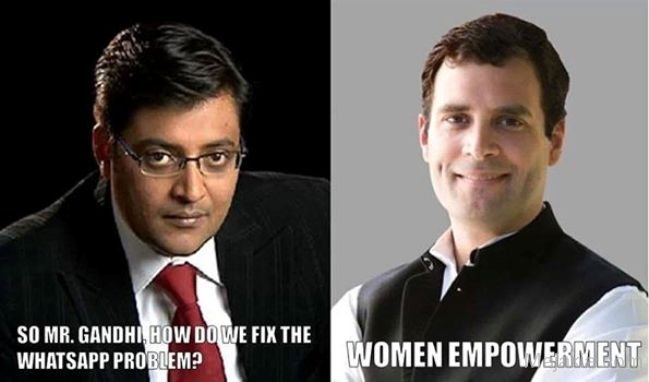 SO MR. GANDHI, HOW DO WE FIX THE
WHATSAPP PROBLEM?
WOMEN EMPOWERMENT